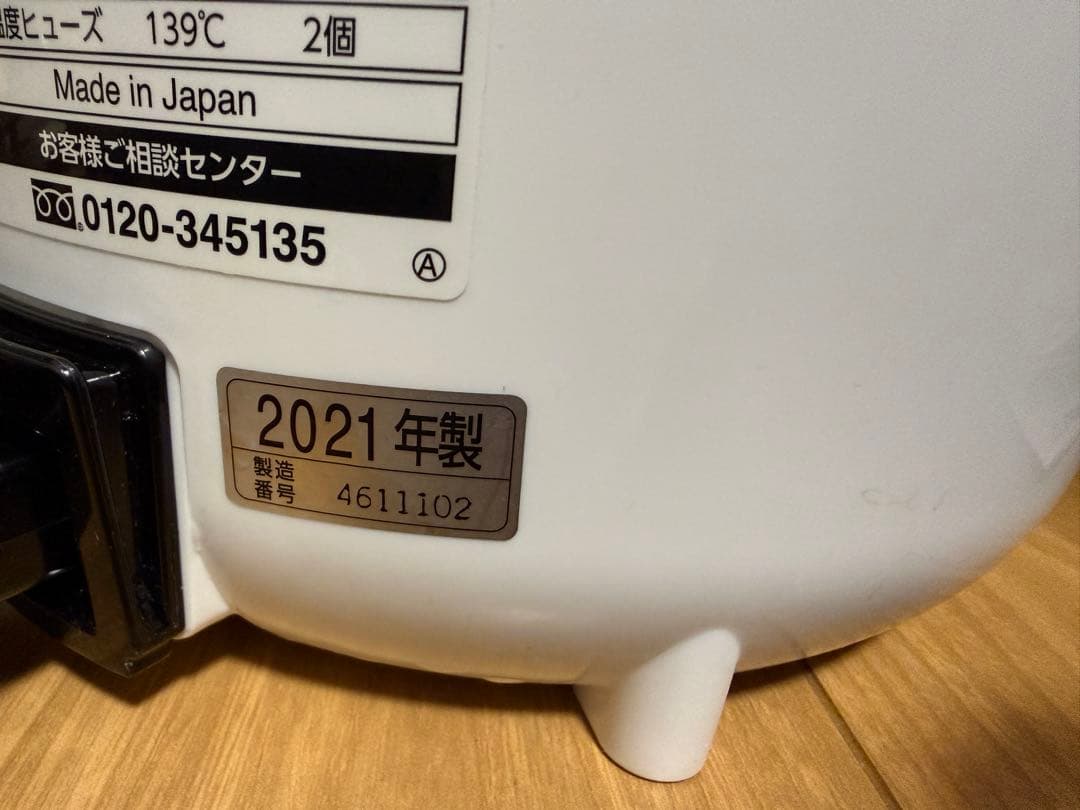 温度ヒューズ 139℃ 2個
Made in Japan
お客様ご相談センター
0120-345135
Ⓐ
2021年製
製造番号 4611102